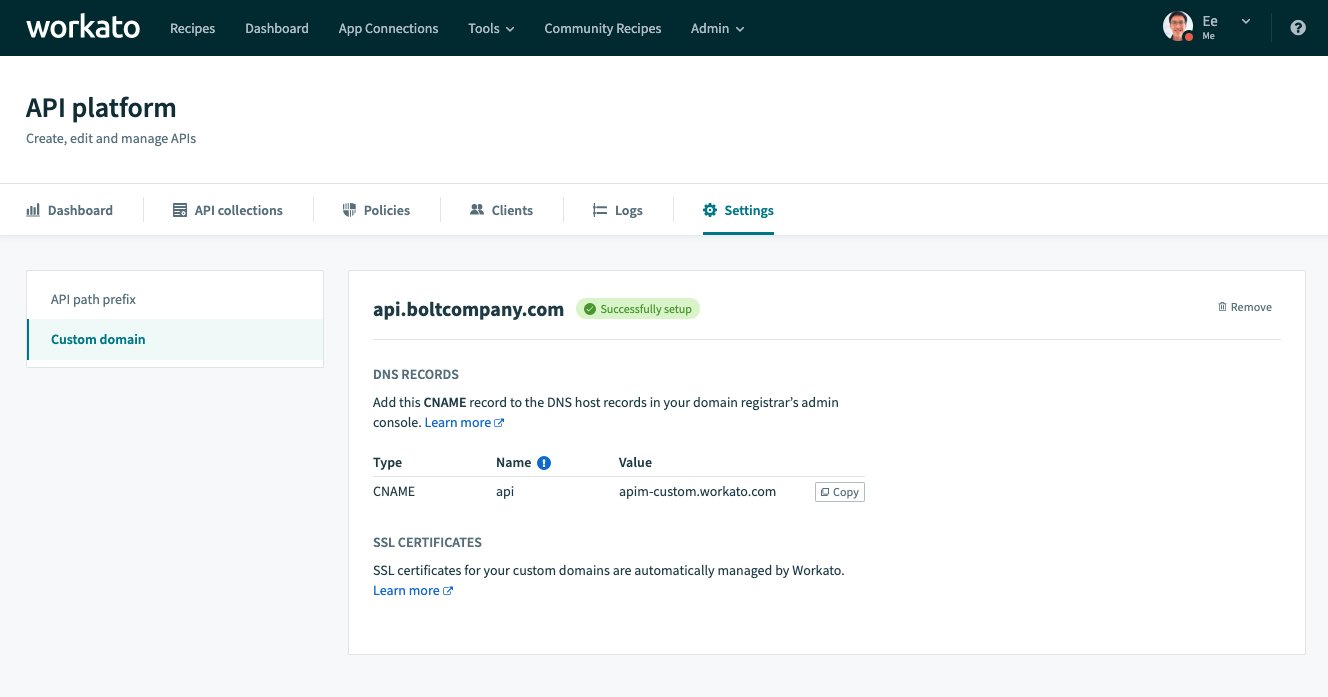 workato Recipes Dashboard App Connections Tools Community Recipes Admin Ee
Me
API platform
Create, edit and manage APIs
Dashboard API collections Policies Clients Logs Settings
API path prefix
Custom domain
api.boltcompany.com Successfully setup Remove
DNS RECORDS
Add this CNAME record to the DNS host records in your domain registrar’s admin
console. Learn more
Type Name Value
CNAME api apim-custom.workato.com Copy
SSL CERTIFICATES
SSL certificates for your custom domains are automatically managed by Workato.
Learn more